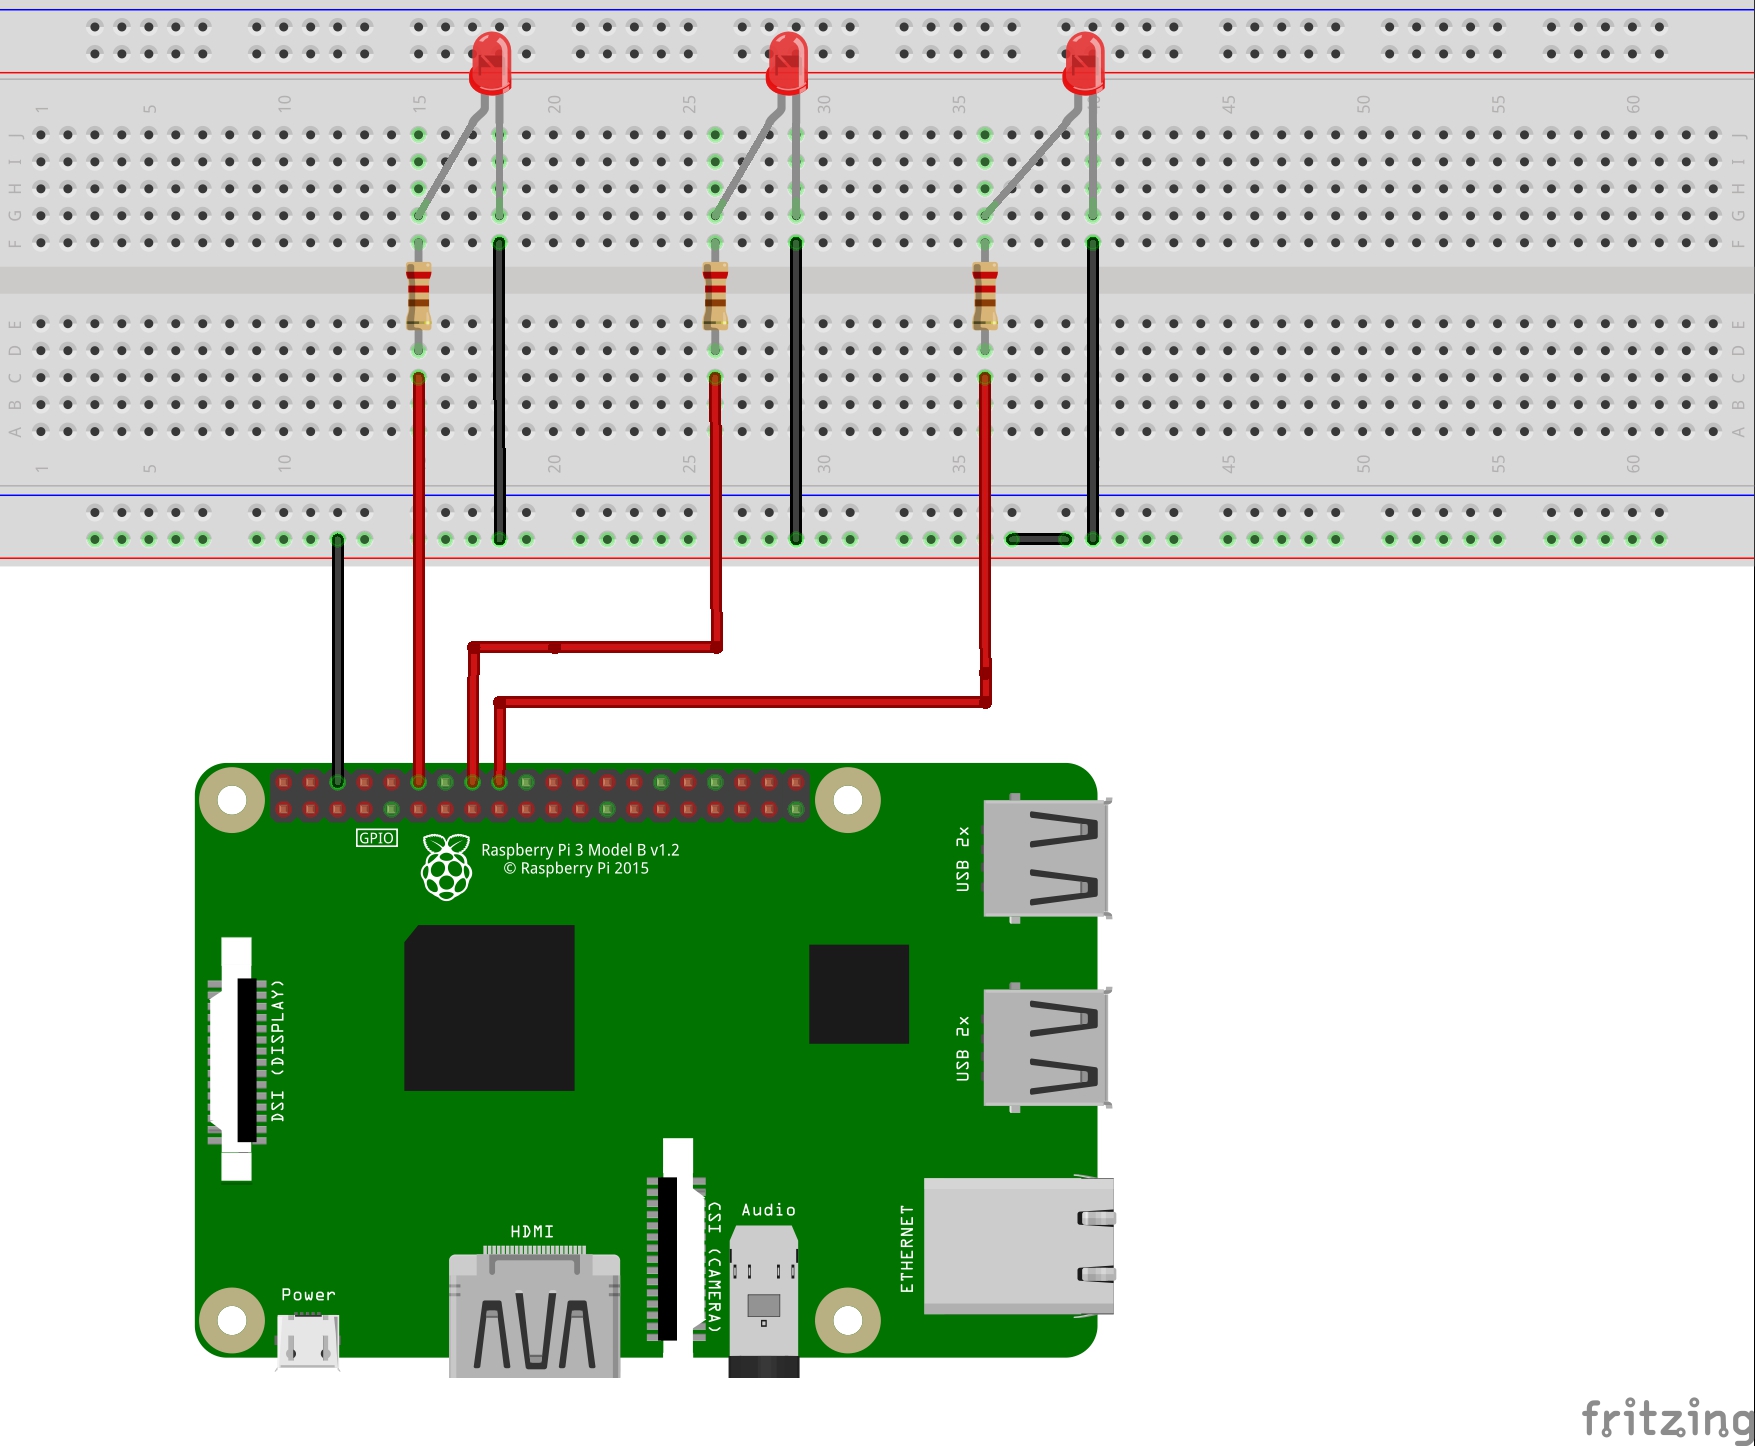 1 5 10 15 20 25 30 35 45 50 55 60
J J
I I
H H
G G
F F
E E
D D
C C
B B
A A
1 5 10 15 20 25 30 35 45 50 55 60
GPIO
Raspberry Pi 3 Model B v1.2
© Raspberry Pi 2015
USB 2x
USB 2x
DSI (DISPLAY)
CSI (CAMERA)
Audio
HDMI
ETHERNET
Power
fritzing